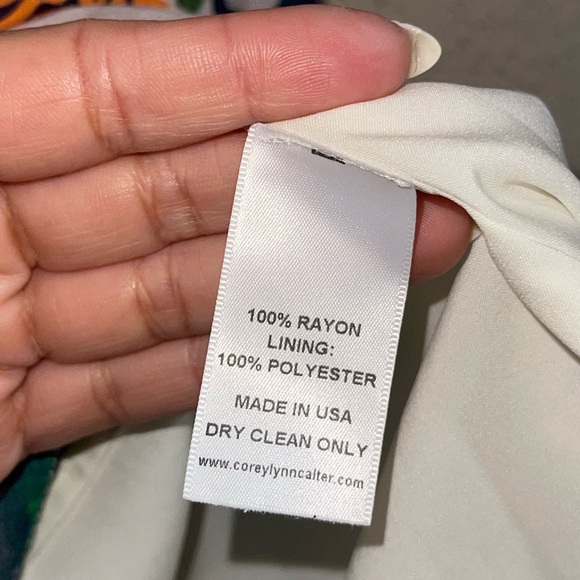 100% RAYON
LINING:
100% POLYESTER
MADE IN USA
DRY CLEAN ONLY
www.coreylynncalter.com